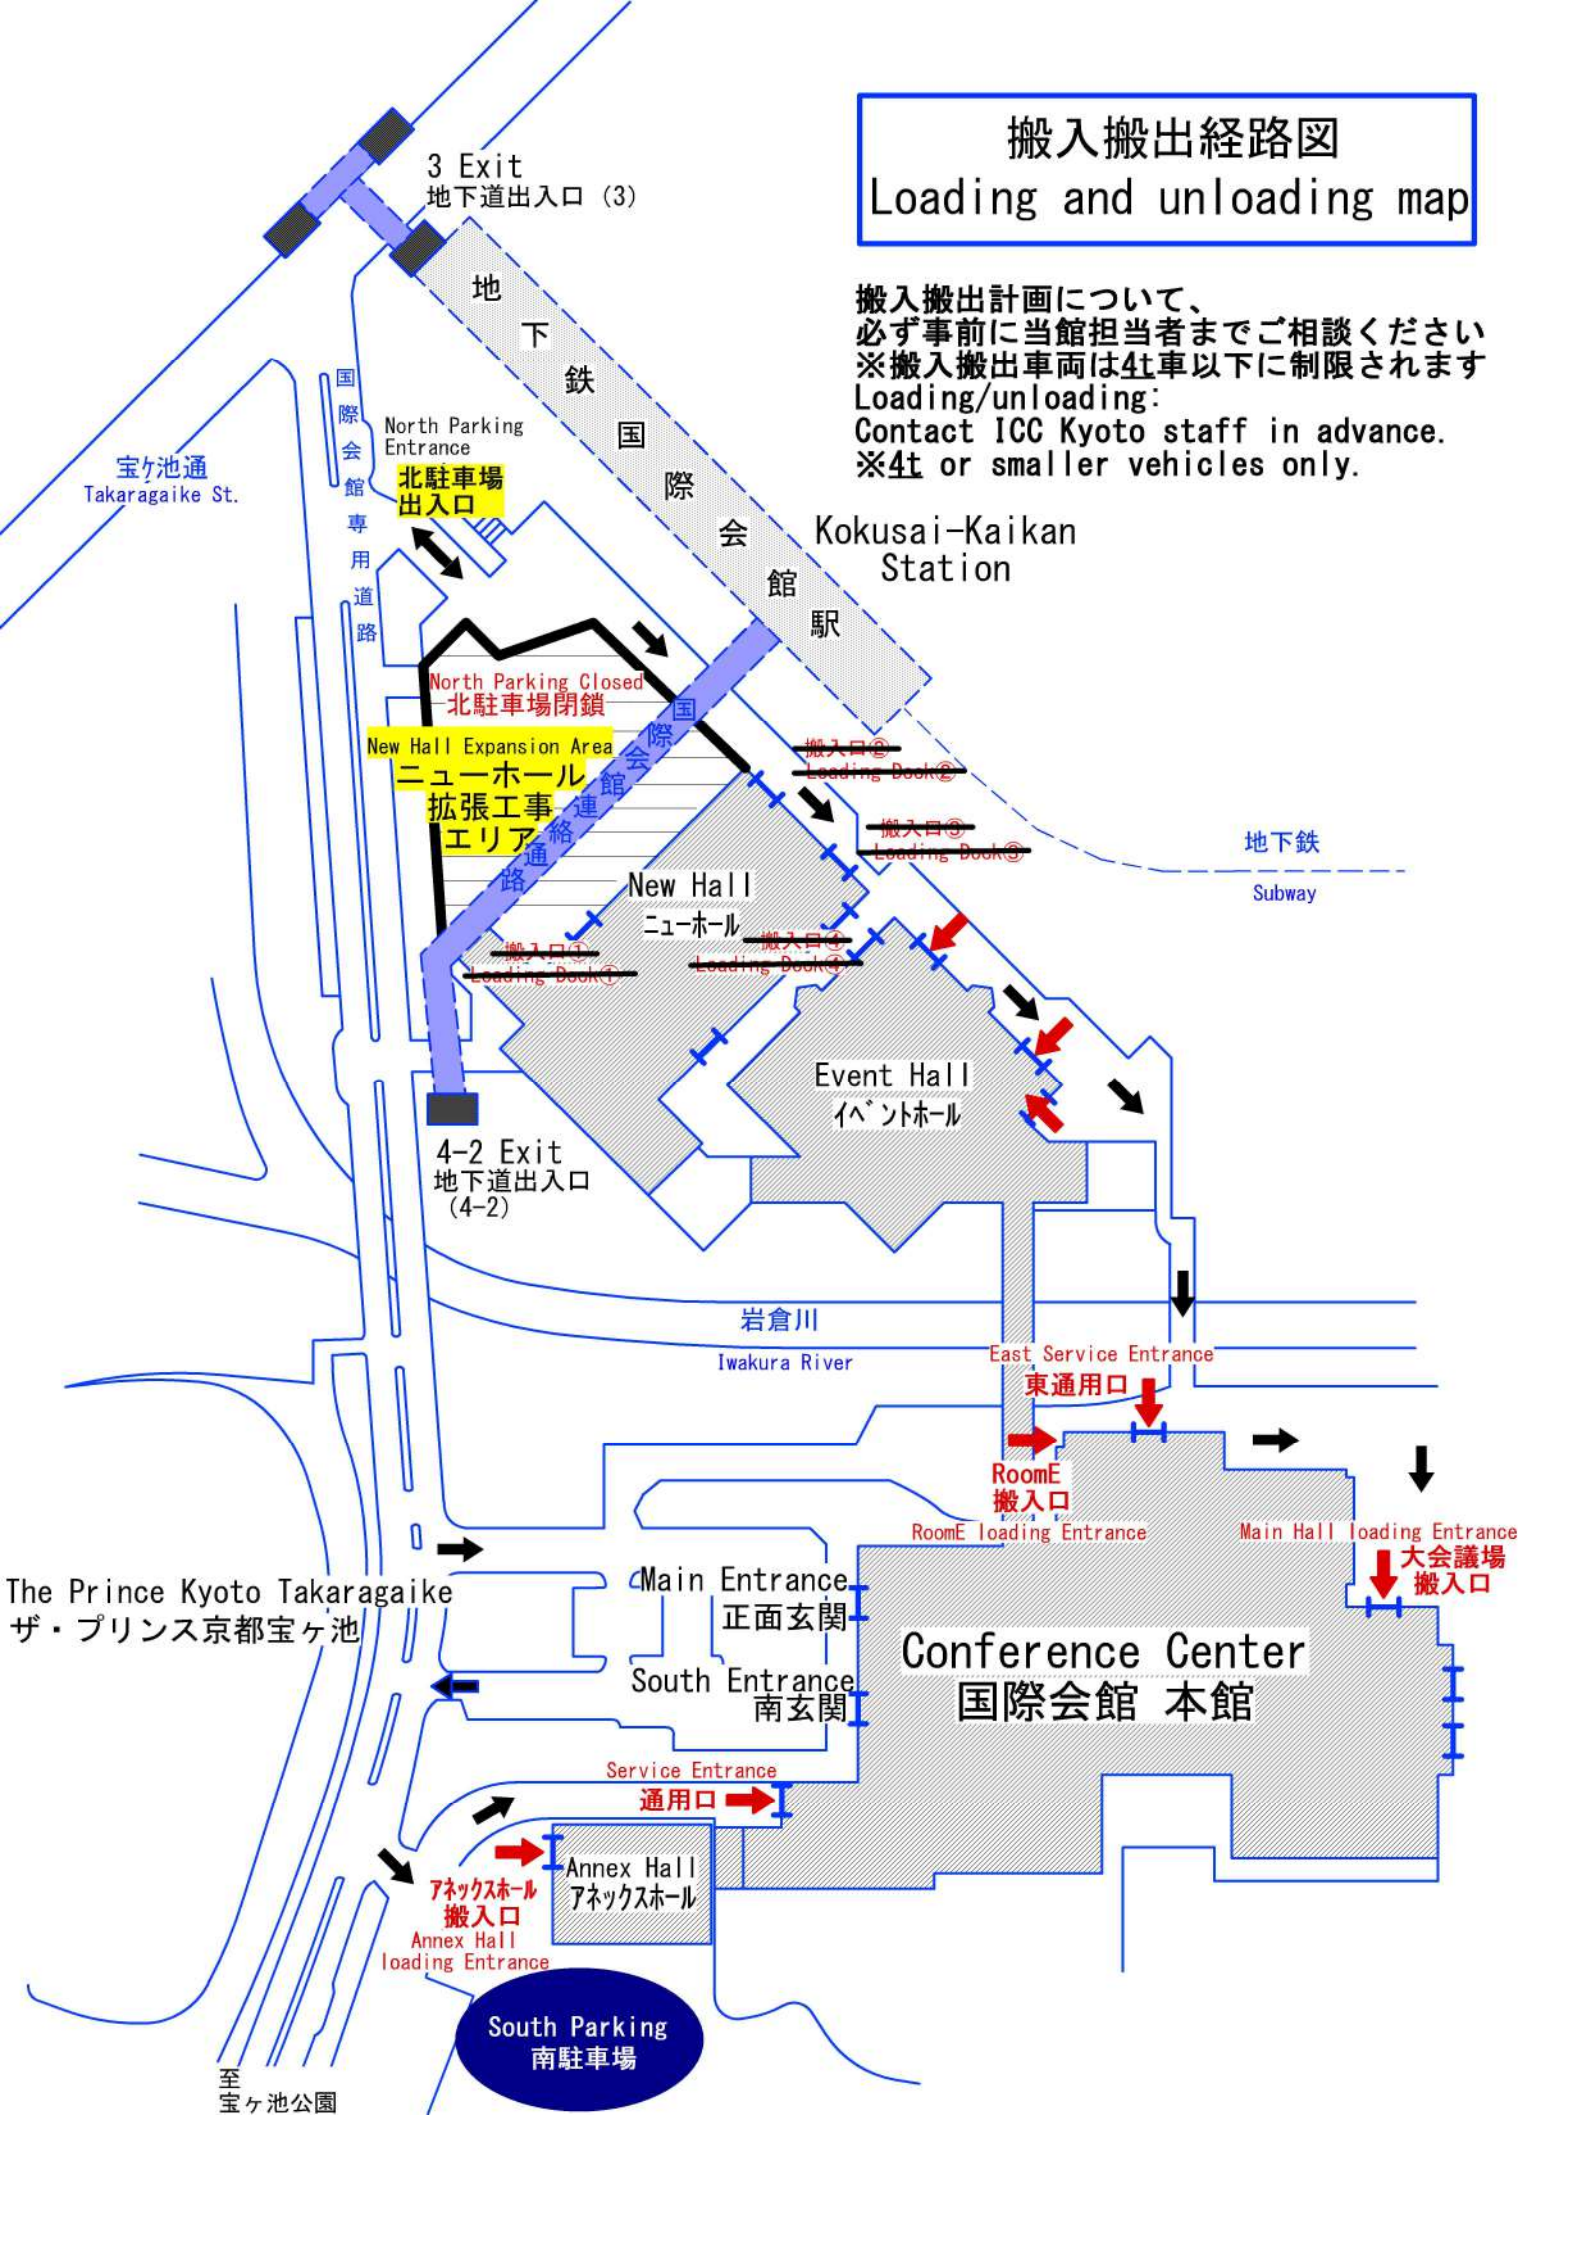 搬入搬出経路図
Loading and unloading map
搬入搬出計画について、
必ず事前に当館担当者までご相談ください
※搬入搬出車両は4t車以下に制限されます
Loading/unloading:
Contact ICC Kyoto staff in advance.
※4t or smaller vehicles only.
3 Exit
地下道出入口（3）
地下鉄国際会館駅
Kokusai-Kaikan
Station
国際会館専用道路
North Parking
Entrance
北駐車場
出入口
宝ケ池通
Takaragaike St.
North Parking Closed
北駐車場閉鎖
New Hall Expansion Area
ニューホール
拡張工事
エリア
国際会館連絡通路
搬入口②
Loading Dock②
搬入口③
Loading Dock③
地下鉄
Subway
New Hall
ニューホール
搬入口④
Loading Dock④
搬入口①
Loading Dock①
Event Hall
イベントホール
4-2 Exit
地下道出入口
（4-2）
岩倉川
Iwakura River
East Service Entrance
東通用口
RoomE
搬入口
RoomE loading Entrance
Main Hall loading Entrance
大会議場
搬入口
The Prince Kyoto Takaragaike
ザ・プリンス京都宝ヶ池
Main Entrance
正面玄関
South Entrance
南玄関
Conference Center
国際会館 本館
Service Entrance
通用口
Annex Hall
アネックスホール
アネックスホール
搬入口
Annex Hall
loading Entrance
South Parking
南駐車場
至
宝ヶ池公園